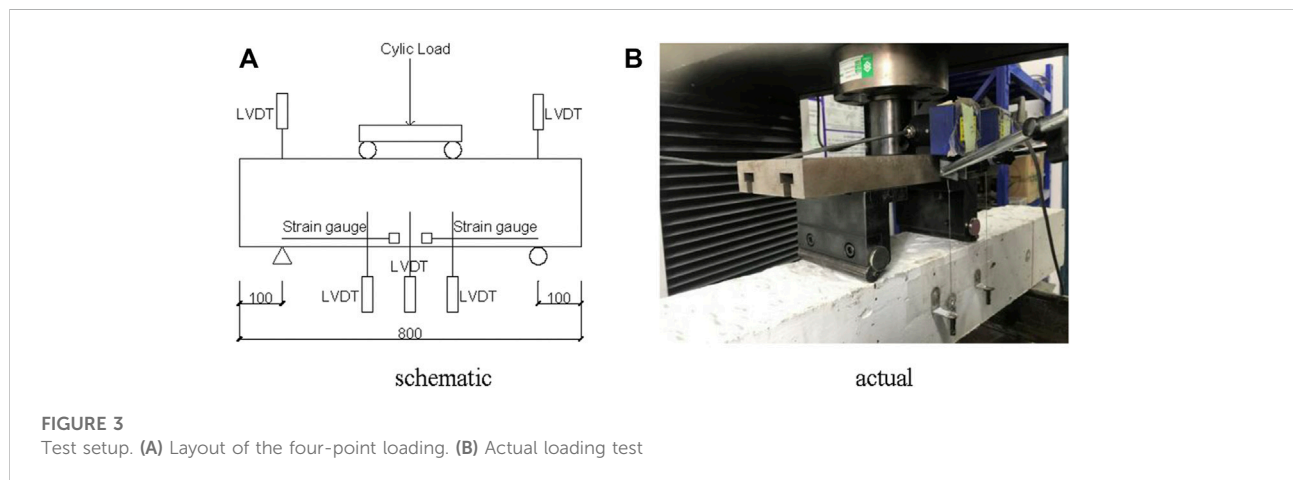 A
Cylic Load
LVDT
LVDT
Strain gauge
Strain gauge
LVDT
LVDT
LVDT
100
100
800
schematic
B
actual
FIGURE 3
Test setup. (A) Layout of the four-point loading. (B) Actual loading test